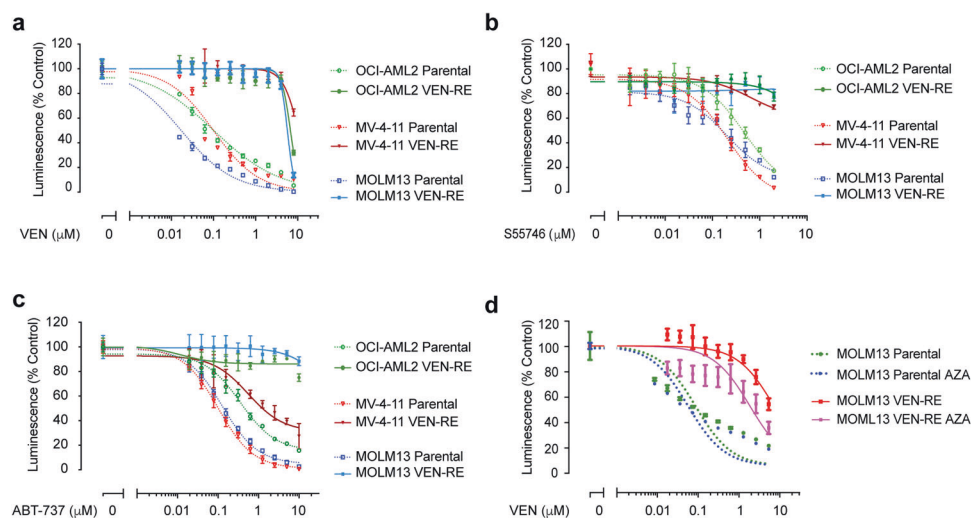 a
Luminescence (% Control)
120
100
80
60
40
20
0
0
0.01
0.1
1
10
VEN (μM)
OCI-AML2 Parental
OCI-AML2 VEN-RE
MV-4-11 Parental
MV-4-11 VEN-RE
MOLM13 Parental
MOLM13 VEN-RE
b
Luminescence (% Control)
120
100
80
60
40
20
0
0
0.001
0.01
0.1
1
10
S55746 (μM)
OCI-AML2 Parental
OCI-AML2 VEN-RE
MV-4-11 Parental
MV-4-11 VEN-RE
MOLM13 Parental
MOLM13 VEN-RE
c
Luminescence (% Control)
120
100
80
60
40
20
0
0
0.01
0.1
1
10
ABT-737 (μM)
OCI-AML2 Parental
OCI-AML2 VEN-RE
MV-4-11 Parental
MV-4-11 VEN-RE
MOLM13 Parental
MOLM13 VEN-RE
d
Luminescence (% Control)
120
100
80
60
40
20
0
0
0.01
0.1
1
10
VEN (μM)
MOLM13 Parental
MOLM13 Parental AZA
MOLM13 VEN-RE
MOML13 VEN-RE AZA